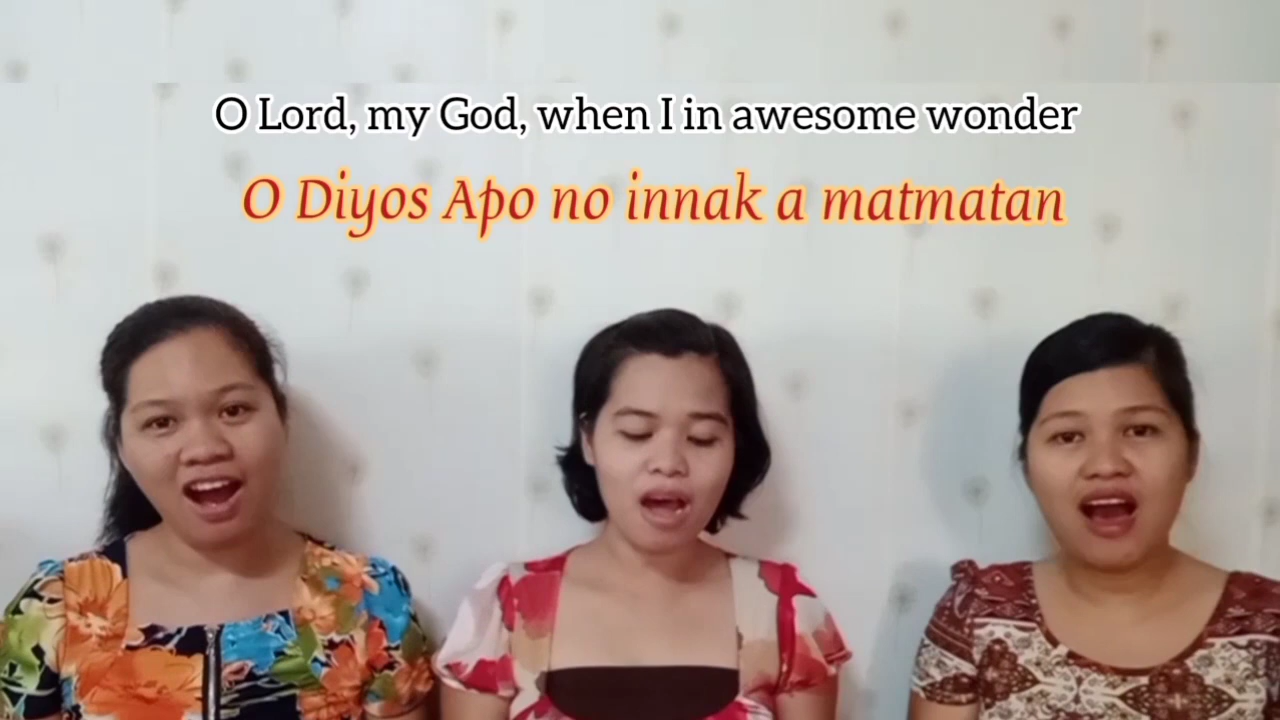 O Lord, my God, when I in awesome wonder
O Diyos Apo no innak a matmatan